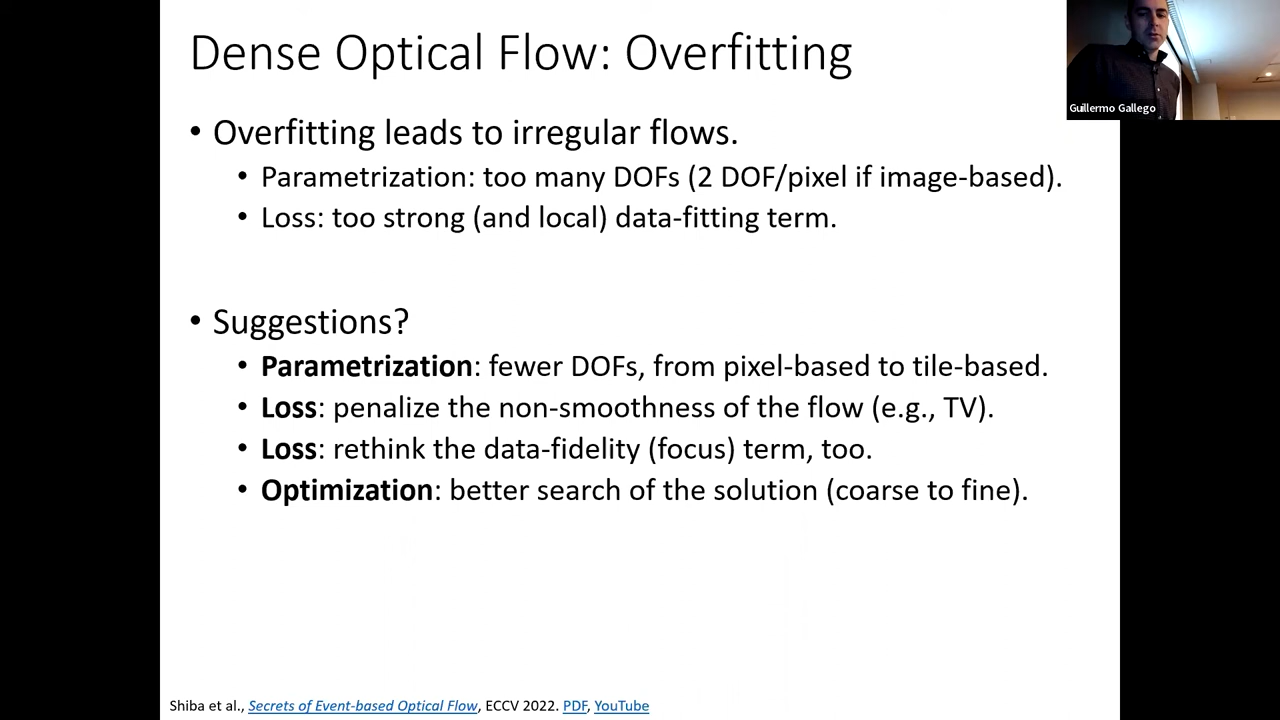 Dense Optical Flow: Overfitting
Guillermo Gallego
• Overfitting leads to irregular flows.
• Parametrization: too many DOFs (2 DOF/pixel if image-based).
• Loss: too strong (and local) data-fitting term.
• Suggestions?
• Parametrization: fewer DOFs, from pixel-based to tile-based.
• Loss: penalize the non-smoothness of the flow (e.g., TV).
• Loss: rethink the data-fidelity (focus) term, too.
• Optimization: better search of the solution (coarse to fine).
Shiba et al., Secrets of Event-based Optical Flow, ECCV 2022. PDF, YouTube